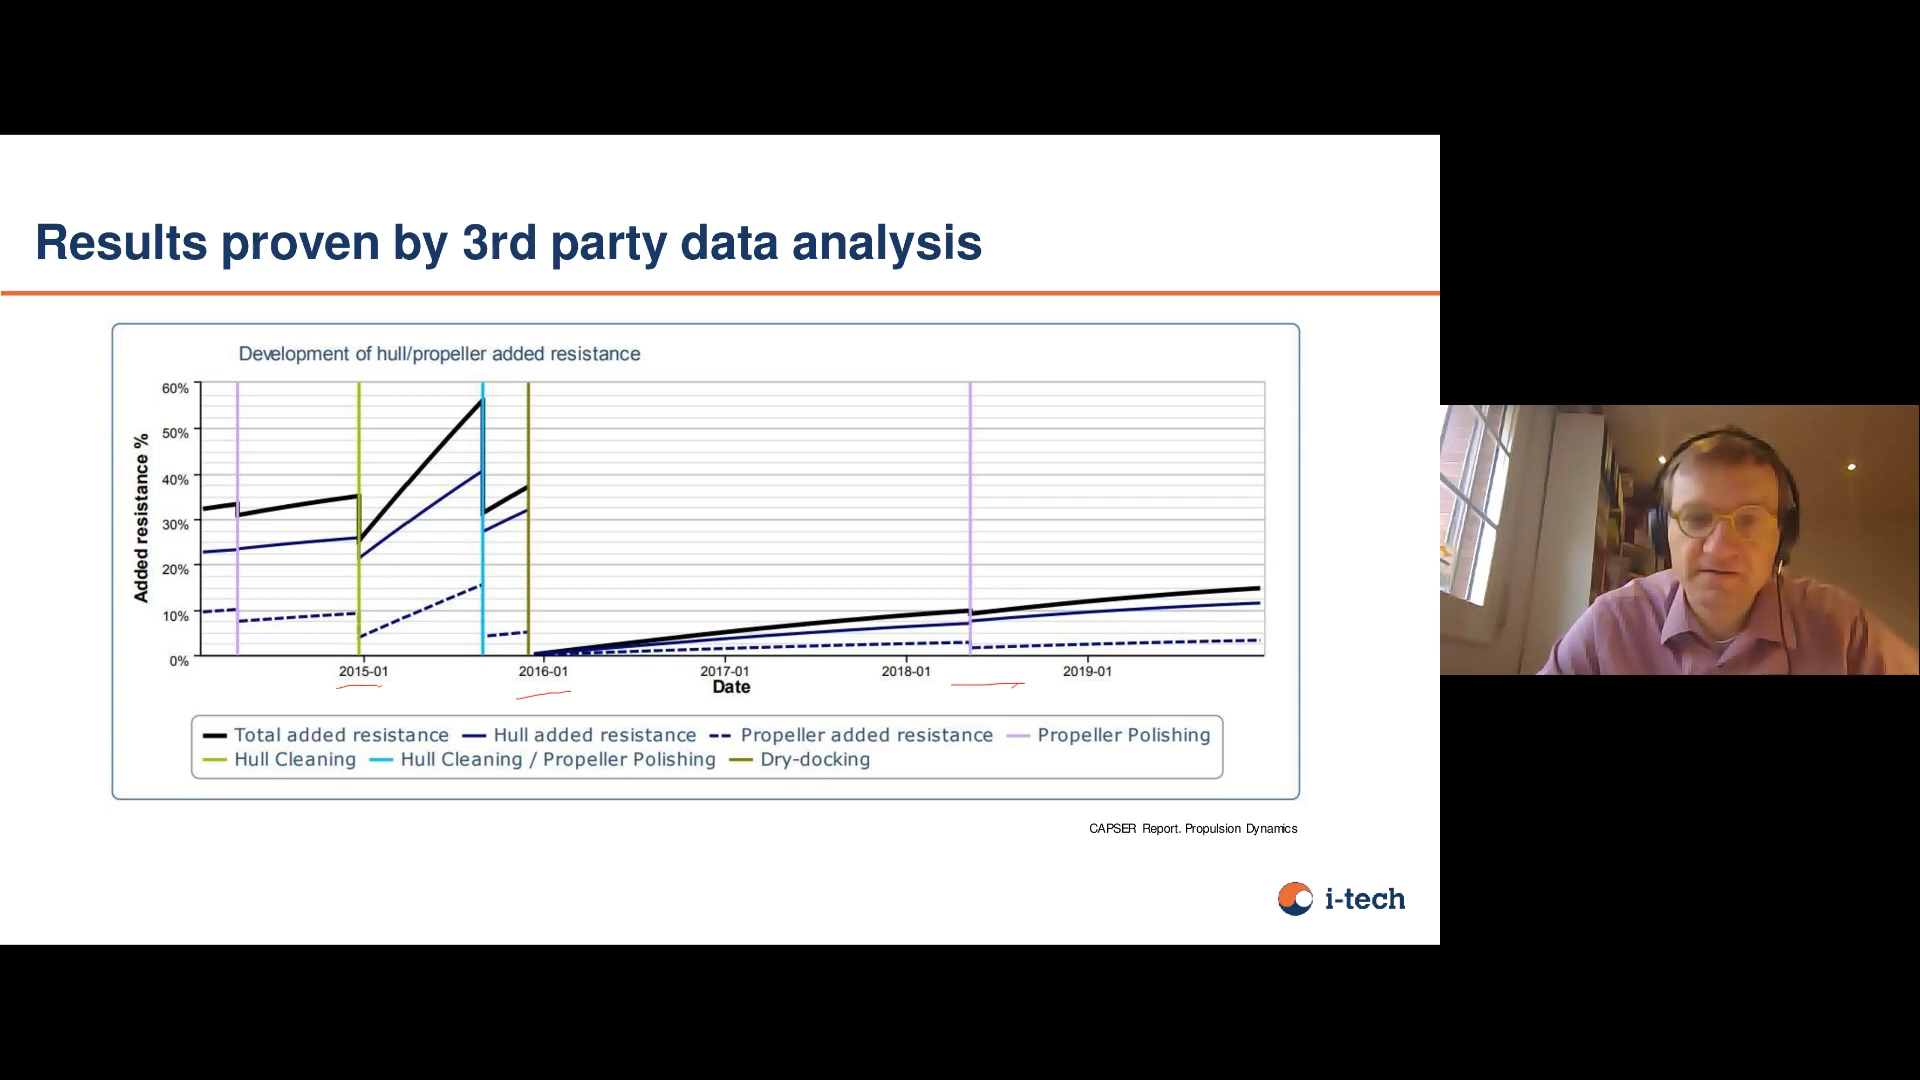 Results proven by 3rd party data analysis
Development of hull/propeller added resistance
Added resistance %
60%
50%
40%
30%
20%
10%
0%
2015-01 2016-01 2017-01 2018-01 2019-01
Date
Total added resistance Hull added resistance Propeller added resistance Propeller Polishing
Hull Cleaning Hull Cleaning / Propeller Polishing Dry-docking
CAPSER Report. Propulsion Dynamics
i-tech